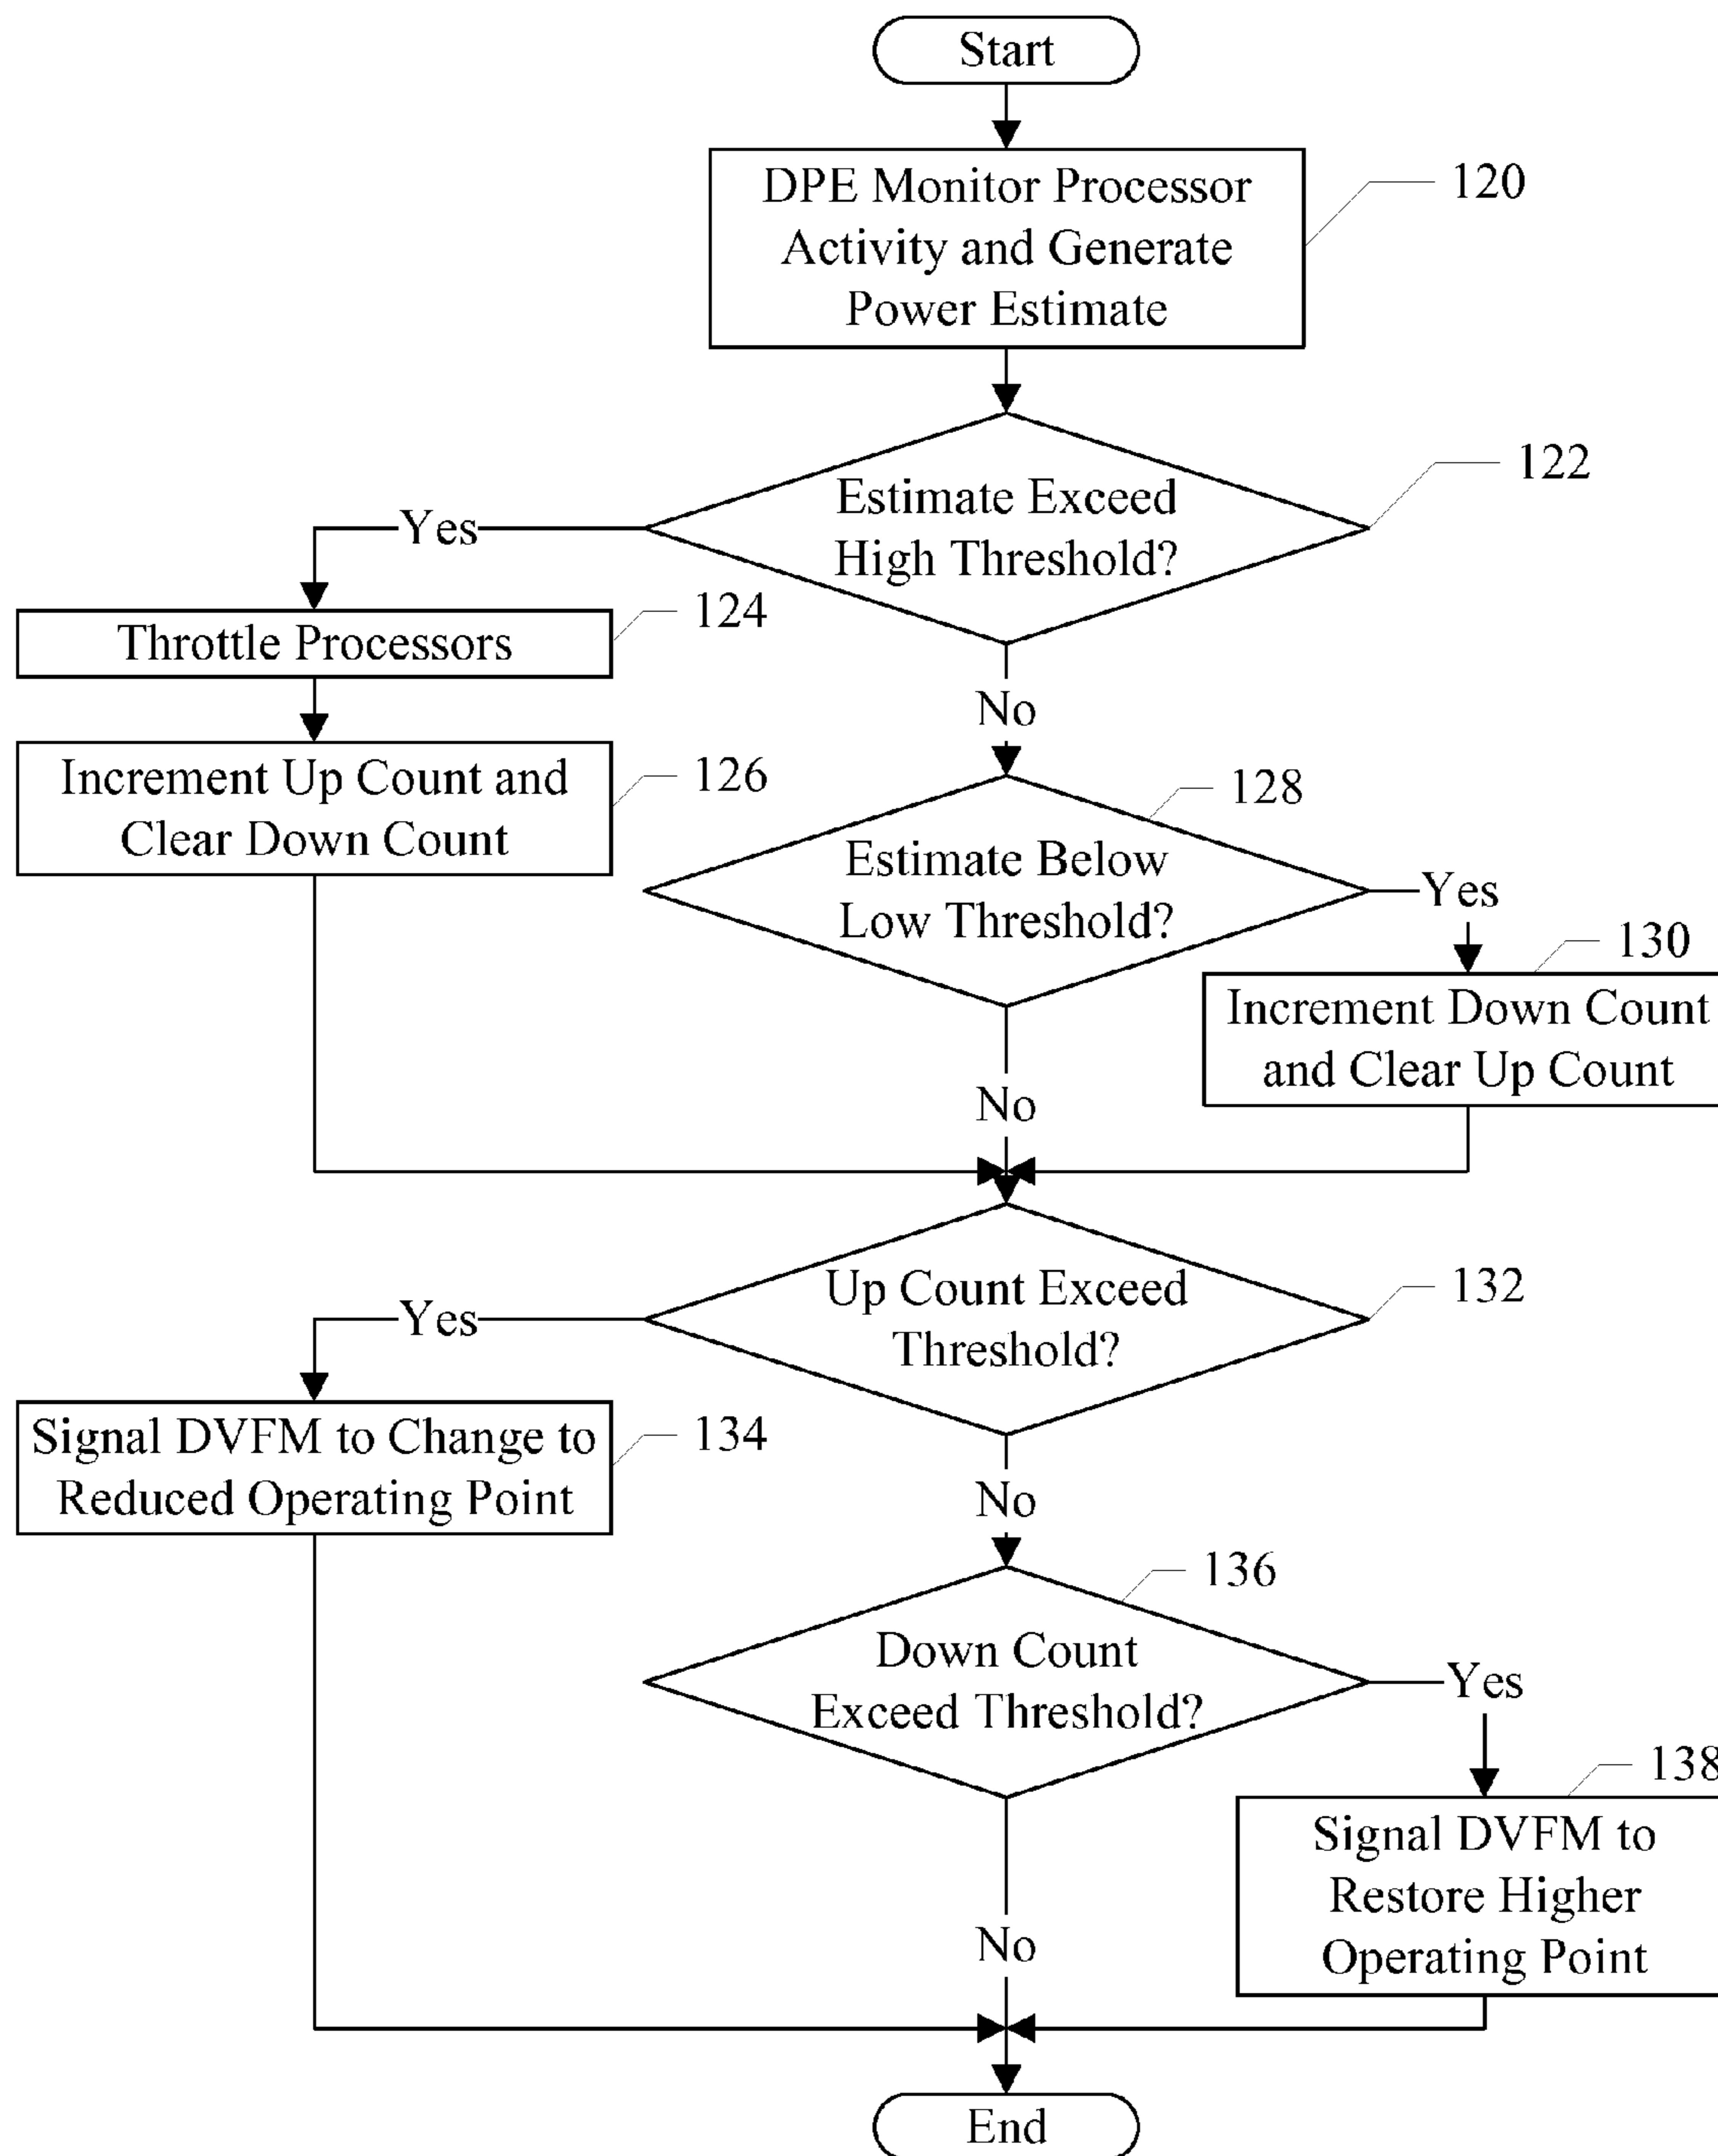 Start
DPE Monitor Processor
Activity and Generate
Power Estimate
120
Estimate Exceed
High Threshold?
122
Yes
No
Throttle Processors
124
Increment Up Count and
Clear Down Count
126
Estimate Below
Low Threshold?
128
Yes
No
Increment Down Count
and Clear Up Count
130
Up Count Exceed
Threshold?
132
Yes
No
Signal DVFM to Change to
Reduced Operating Point
134
Down Count
Exceed Threshold?
136
Yes
No
Signal DVFM to
Restore Higher
Operating Point
138
End